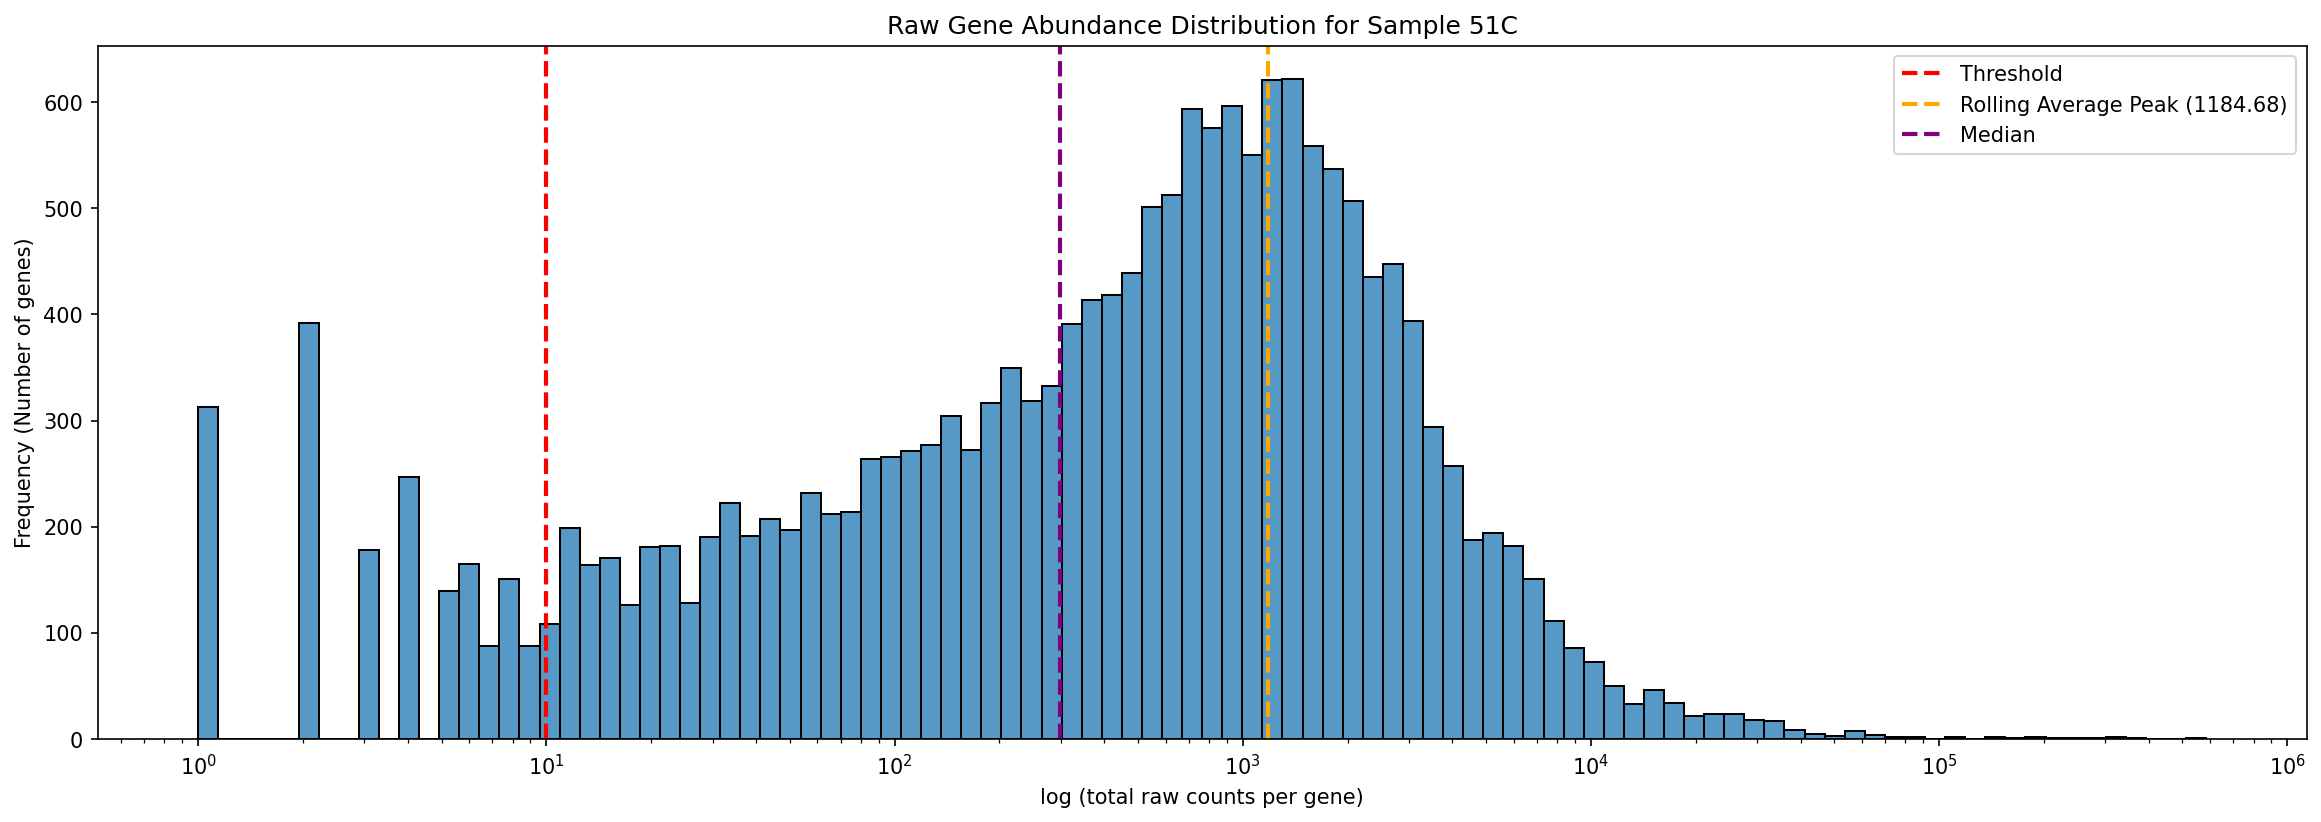 Raw Gene Abundance Distribution for Sample 51C
Threshold
Rolling Average Peak (1184.68)
Median
Frequency (Number of genes)
600
500
400
300
200
100
0
10⁰ 10¹ 10² 10³ 10⁴ 10⁵ 10⁶
log (total raw counts per gene)